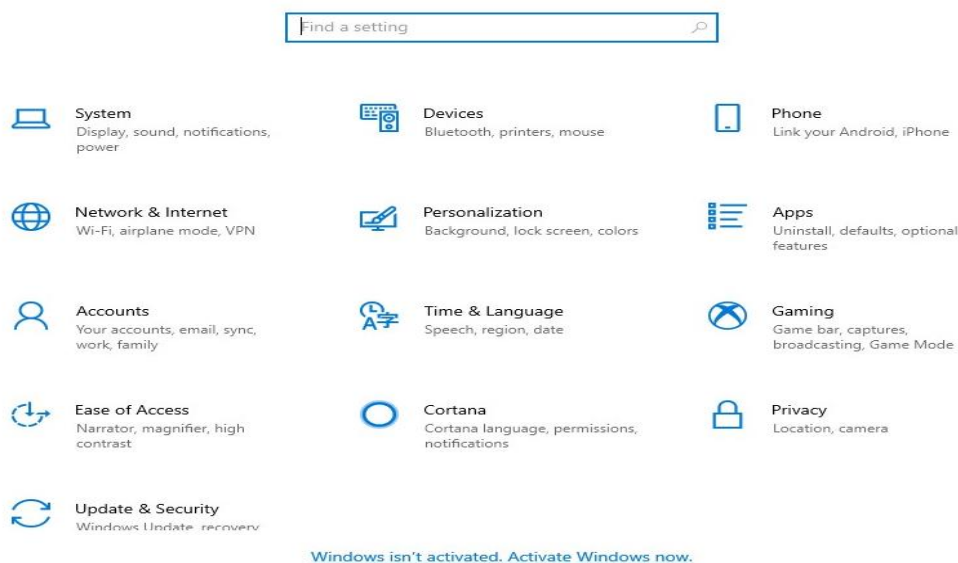 Find a setting
System
Display, sound, notifications,
power
Devices
Bluetooth, printers, mouse
Phone
Link your Android, iPhone
Network & Internet
Wi-Fi, airplane mode, VPN
Personalization
Background, lock screen, colors
Apps
Uninstall, defaults, optional
features
Accounts
Your accounts, email, sync,
work, family
Time & Language
Speech, region, date
Gaming
Game bar, captures,
broadcasting, Game Mode
Ease of Access
Narrator, magnifier, high
contrast
Cortana
Cortana language, permissions,
notifications
Privacy
Location, camera
Update & Security
Windows Update, recovery
Windows isn't activated. Activate Windows now.